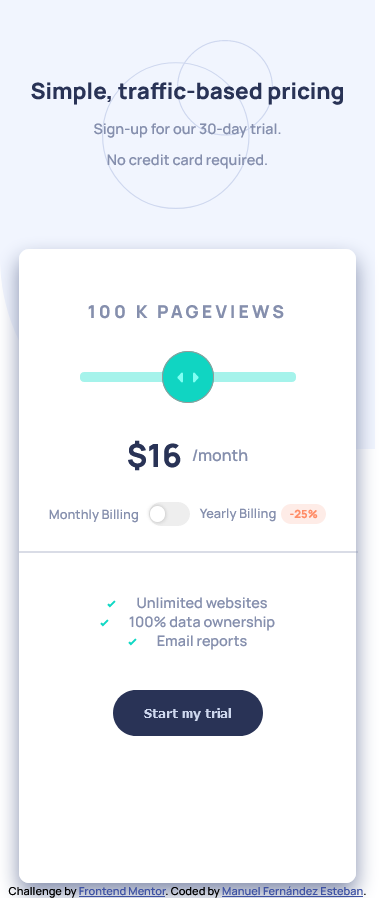 Simple, traffic-based pricing
Sign-up for our 30-day trial.
No credit card required.
100 K PAGEVIEWS
$16 /month
Monthly Billing Yearly Billing -25%
Unlimited websites
100% data ownership
Email reports
Start my trial
Challenge by Frontend Mentor. Coded by Manuel Fernández Esteban.